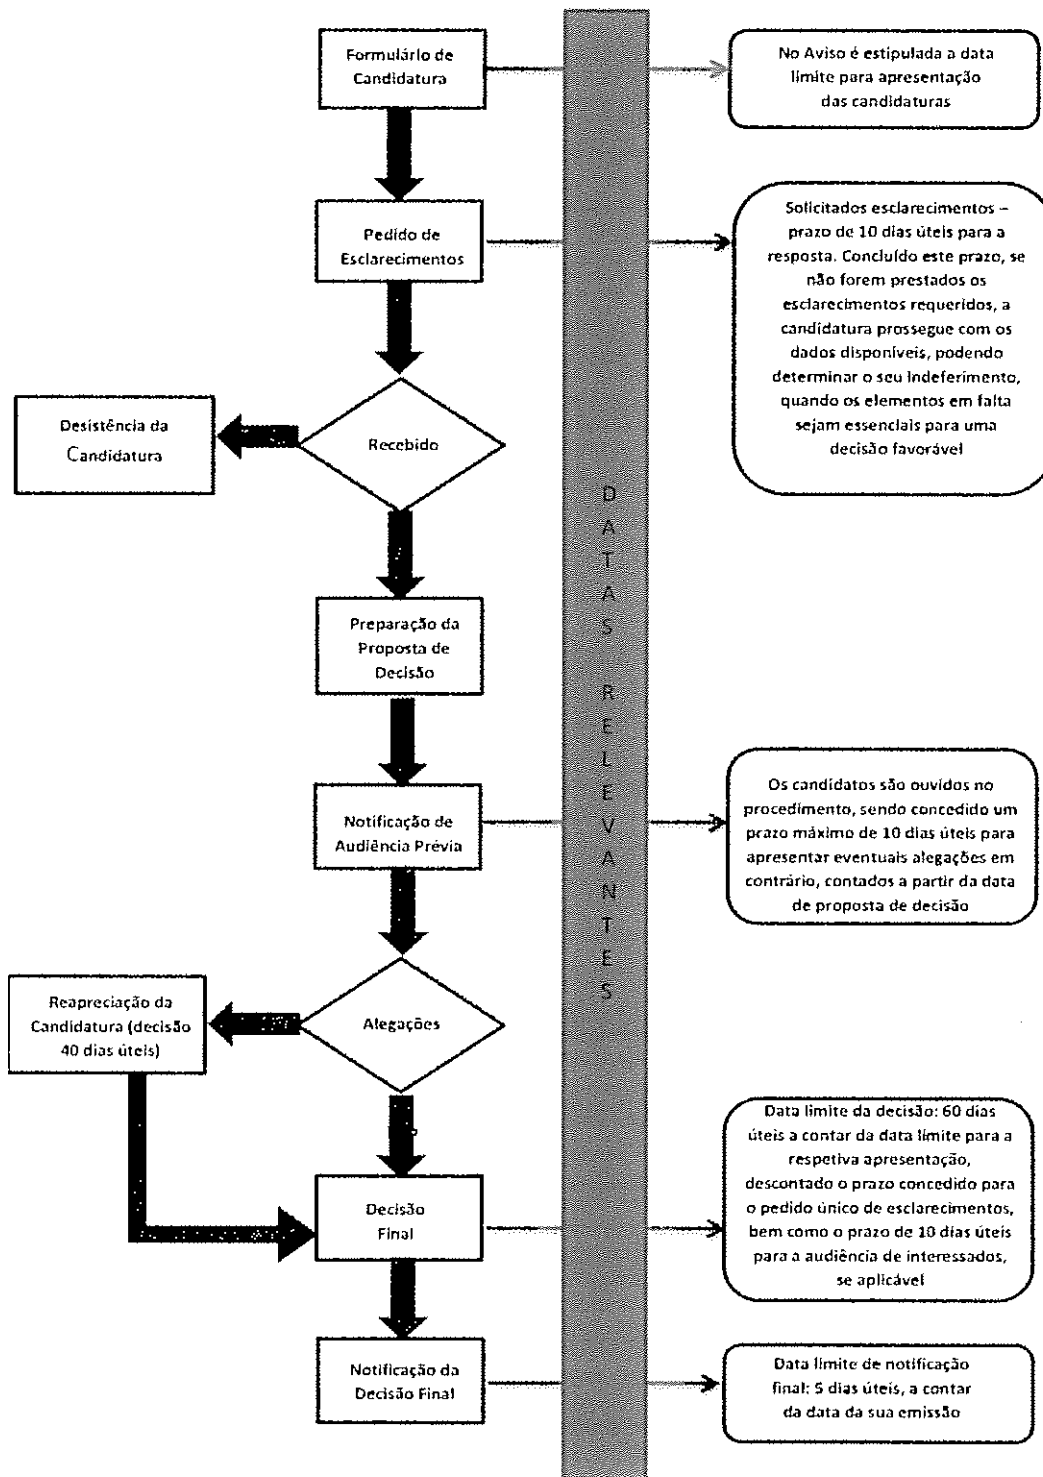 Formulário de
Candidatura
No Aviso é estipulada a data
limite para apresentação
das candidaturas
Pedido de
Esclarecimentos
Solicitados esclarecimentos –
prazo de 10 dias úteis para a
resposta. Concluído este prazo, se
não forem prestados os
esclarecimentos requeridos, a
candidatura prossegue com os
dados disponíveis, podendo
determinar o seu indeferimento,
quando os elementos em falta
sejam essenciais para uma
decisão favorável
Desistência da
Candidatura
Recebido
Preparação da
Proposta de
Decisão
DATAS RELEVANTES
Notificação de
Audiência Prévia
Os candidatos são ouvidos no
procedimento, sendo concedido um
prazo máximo de 10 dias úteis para
apresentar eventuais alegações em
contrário, contados a partir da data
de proposta de decisão
Reapreciação da
Candidatura (decisão
40 dias úteis)
Alegações
Decisão
Final
Data limite da decisão: 60 dias
úteis a contar da data limite para a
respetiva apresentação,
descontado o prazo concedido para
o pedido único de esclarecimentos,
bem como o prazo de 10 dias úteis
para a audiência de interessados,
se aplicável
Notificação da
Decisão Final
Data limite de notificação
final: 5 dias úteis, a contar
da data da sua emissão